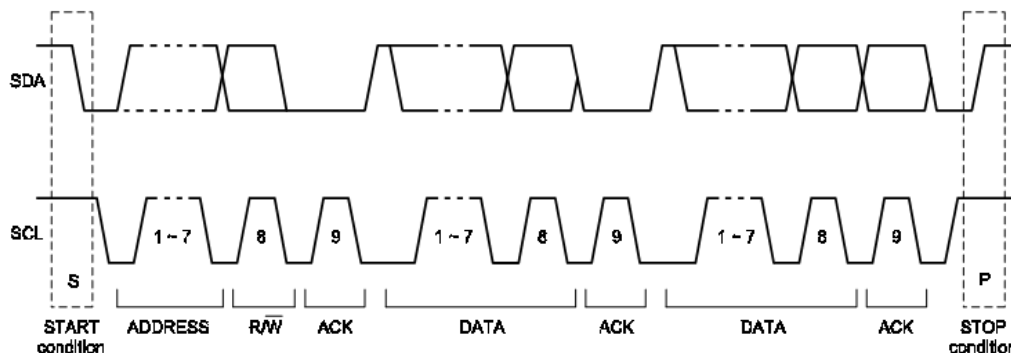 SDA
SCL
1 ~ 7
8
9
1 ~ 7
8
9
1 ~ 7
8
9
S
P
START
condition
ADDRESS
R/W̅
ACK
DATA
ACK
DATA
ACK
STOP
condition